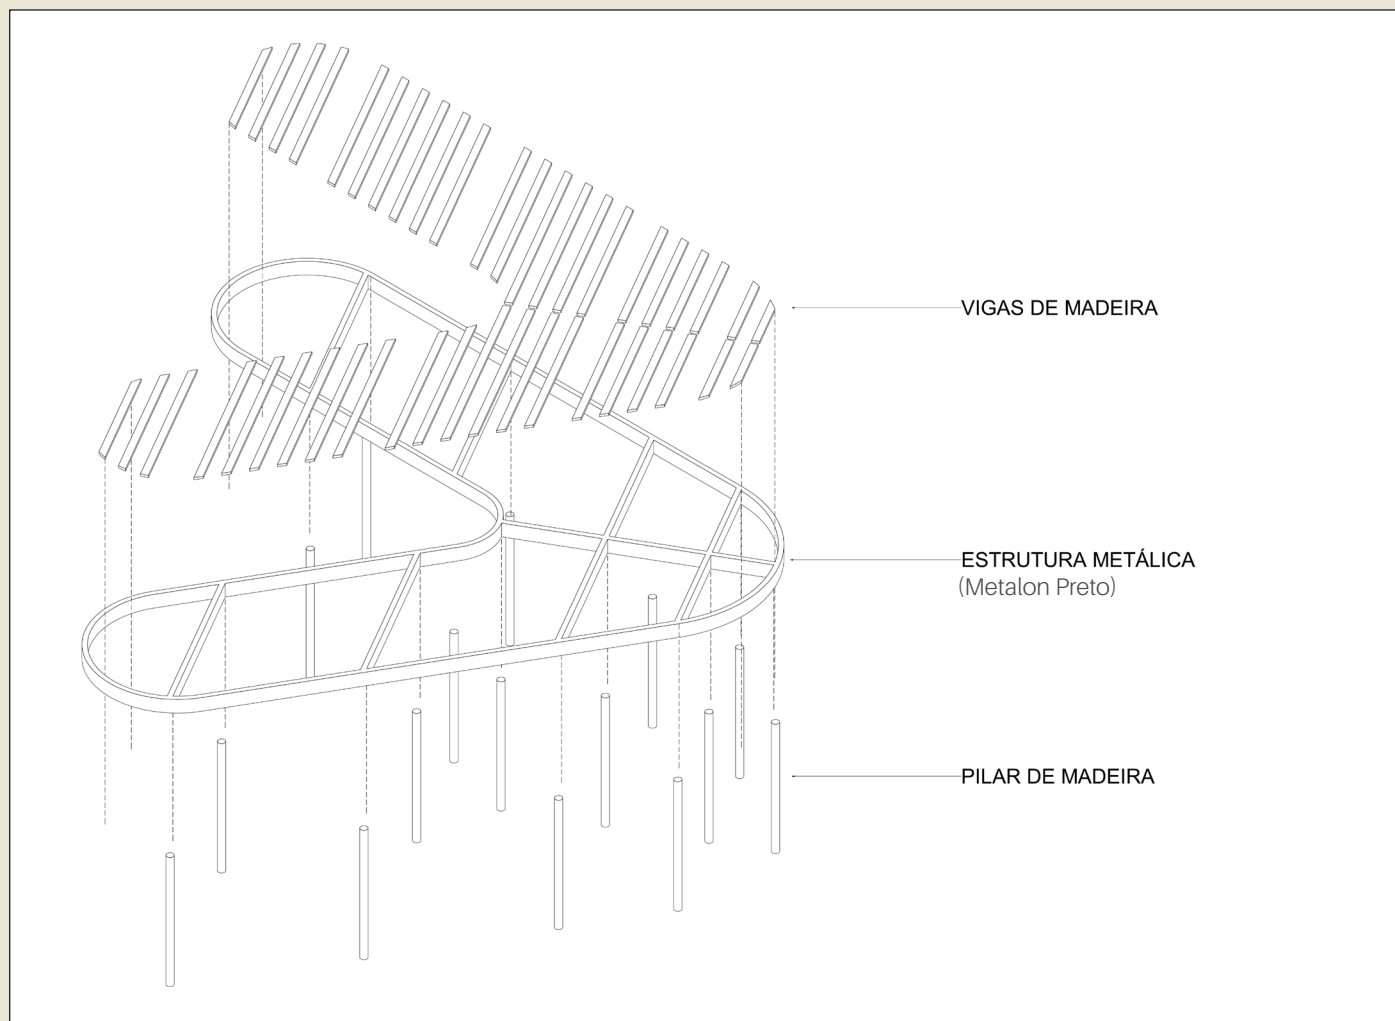 VIGAS DE MADEIRA
ESTRUTURA METÁLICA
(Metalon Preto)
PILAR DE MADEIRA